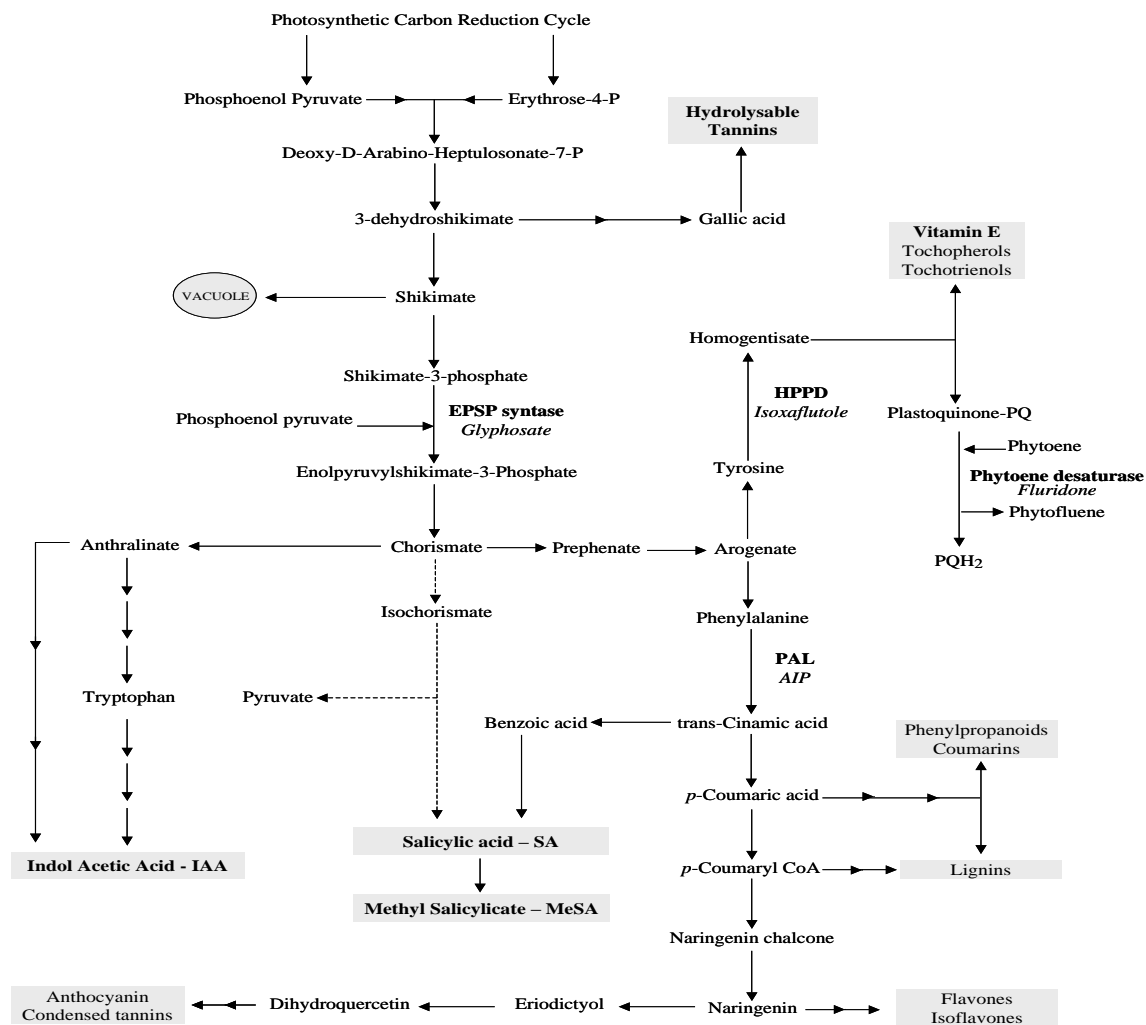 Photosynthetic Carbon Reduction Cycle
Phosphoenol Pyruvate
Erythrose-4-P
Hydrolysable
Tannins
Deoxy-D-Arabino-Heptulosonate-7-P
3-dehydroshikimate
Gallic acid
Vitamin E
Tochopherols
Tochotrienols
VACUOLE
Shikimate
Homogentisate
Shikimate-3-phosphate
HPPD
Isoxaflutole
Phosphoenol pyruvate
EPSP syntase
Glyphosate
Plastoquinone-PQ
Phytoene
Enolpyruvylshikimate-3-Phosphate
Tyrosine
Phytoene desaturase
Fluridone
Phytofluene
Anthralinate
Chorismate
Prephenate
Arogenate
PQH2
Isochorismate
Phenylalanine
PAL
AIP
Tryptophan
Pyruvate
Benzoic acid
trans-Cinamic acid
Phenylpropanoids
Coumarins
p-Coumaric acid
Indol Acetic Acid - IAA
Salicylic acid – SA
p-Coumaryl CoA
Lignins
Methyl Salicylicate – MeSA
Naringenin chalcone
Anthocyanin
Condensed tannins
Dihydroquercetin
Eriodictyol
Naringenin
Flavones
Isoflavones